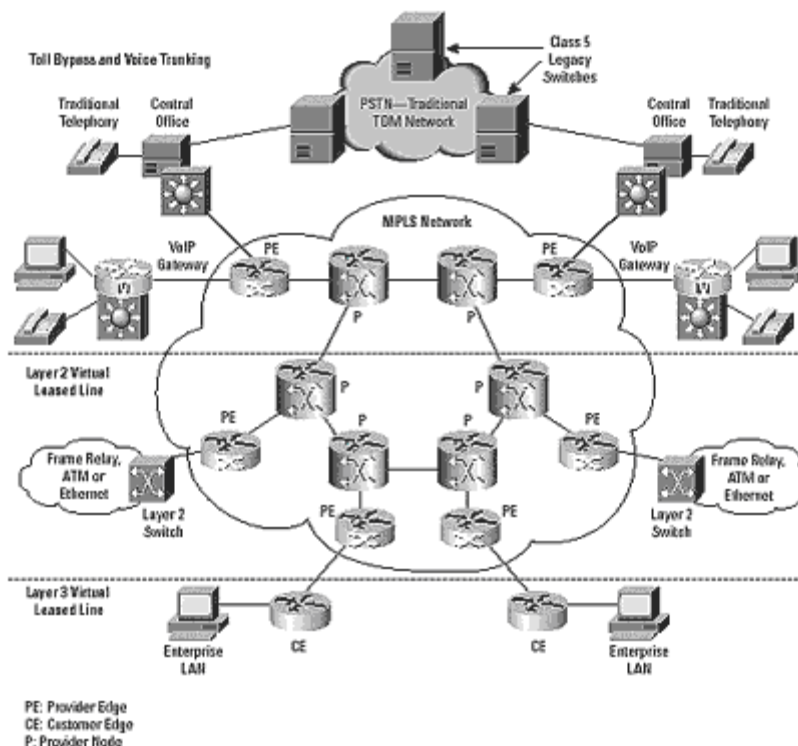 Class 5
Legacy
Switches
Toll Bypass and Voice Trunking
PSTN—Traditional
TDM Network
Traditional
Telephony
Central
Office
Central
Office
Traditional
Telephony
MPLS Network
VoIP
Gateway
PE
PE
VoIP
Gateway
P
P
Layer 2 Virtual
Leased Line
P
P
PE
P
P
PE
Frame Relay,
ATM or
Ethernet
Layer 2
Switch
Frame Relay,
ATM or
Ethernet
Layer 2
Switch
PE
PE
Layer 3 Virtual
Leased Line
Enterprise
LAN
CE
CE
Enterprise
LAN
PE: Provider Edge
CE: Customer Edge
P: Provider Node